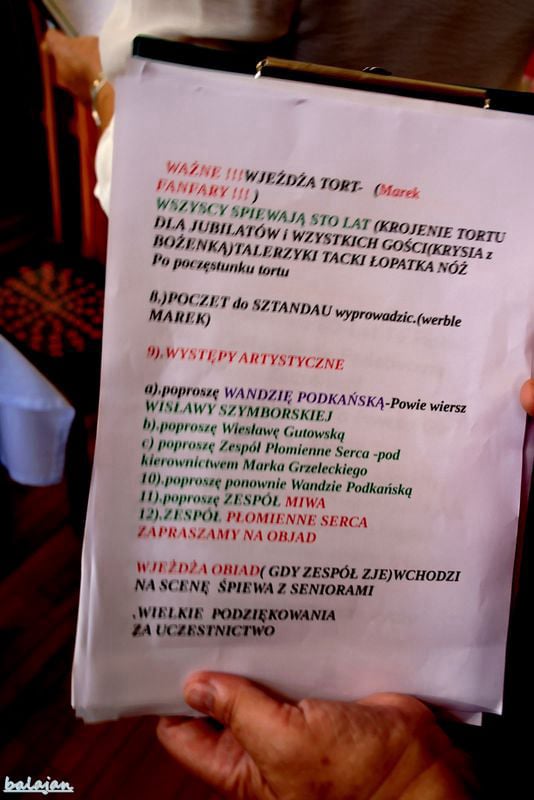 WAŻNE !!!WJEŻDŻA TORT- (Marek
FANFARY !!! )
WSZYSCY SPIEWAJĄ STO LAT (KROJENIE TORTU
DLA JUBILATÓW i WZYSTKICH GOŚCI(KRYSIA z
BOŻENKĄ)TALERZYKI TACKI ŁOPATKA NÓŻ
Po poczęstunku tortu
8.)POCZET do SZTANDAU wyprowadzic.(werble
MAREK)
9).WYSTĘPY ARTYSTYCZNE
a).poproszę WANDZIĘ PODKAŃSKĄ-Powie wiersz
WISŁAWY SZYMBORSKIEJ
b).poproszę Wiesławę Gutowską
c) poproszę Zespół Płomienne Serca -pod
kierownictwem Marka Grzeleckiego
10).poproszę ponownie Wandzie Podkańską
11).poproszę ZESPÓŁ MIWA
12).ZESPÓŁ PŁOMIENNE SERCA
ZAPRASZAMY NA OBJAD
WJEŻDŻA OBIAD( GDY ZESPÓŁ ZJE)WCHODZI
NA SCENĘ ŚPIEWA Z SENIORAMI
.WIELKIE PODZIĘKOWANIA
ZA UCZESTNICTWO
balajan